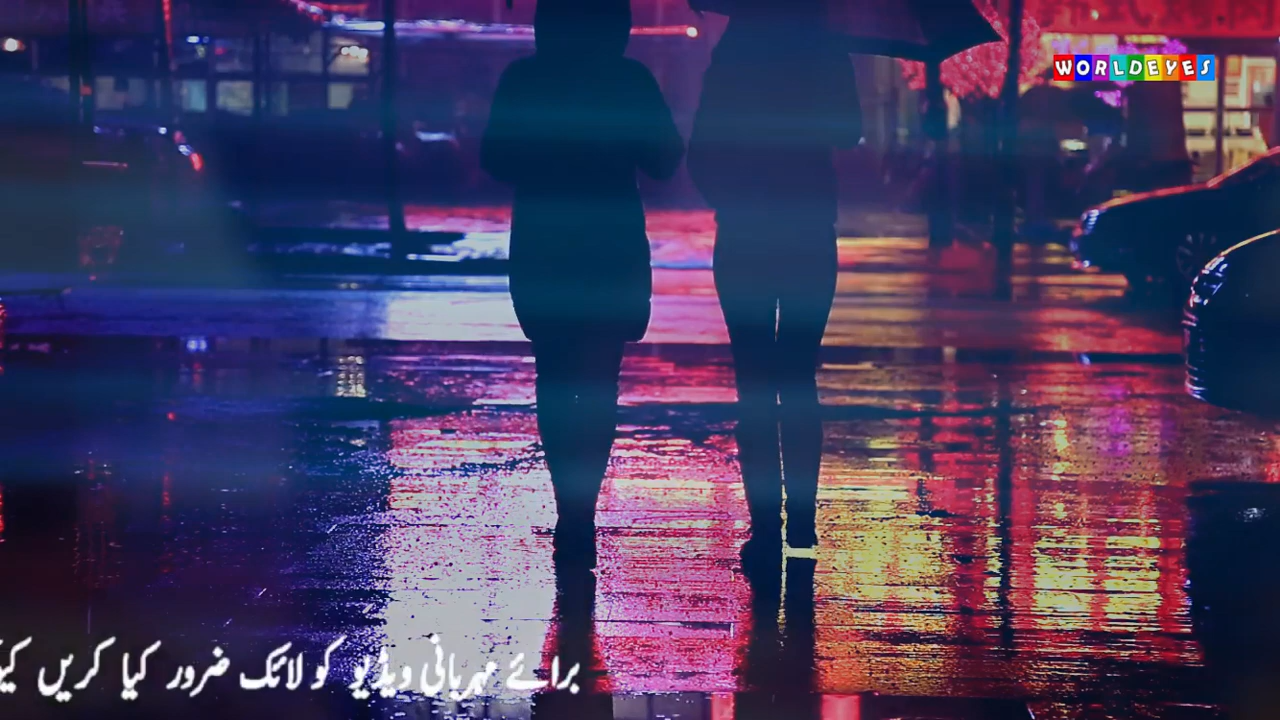 WORLDEYES
برائے مہربانی ویڈیو کو لائک ضرور کیا کریں